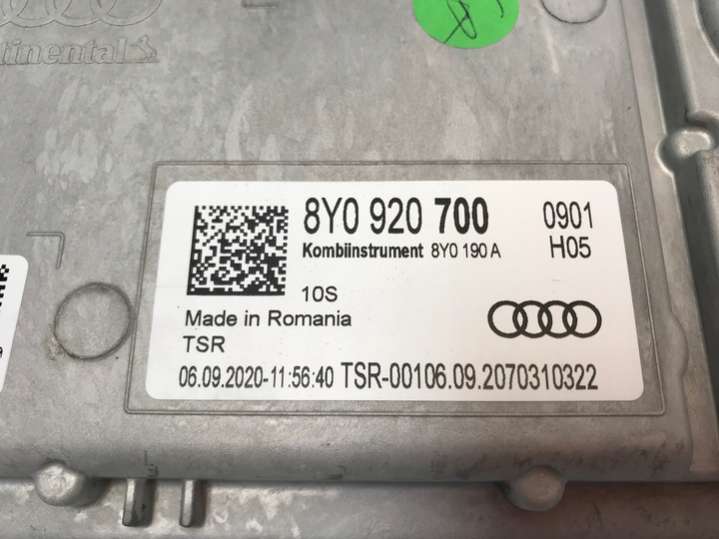 Continental
8Y0 920 700 0901
Kombiinstrument 8Y0 190 A H05
10S
Made in Romania
TSR
06.09.2020-11:56:40 TSR-00106.09.2070310322